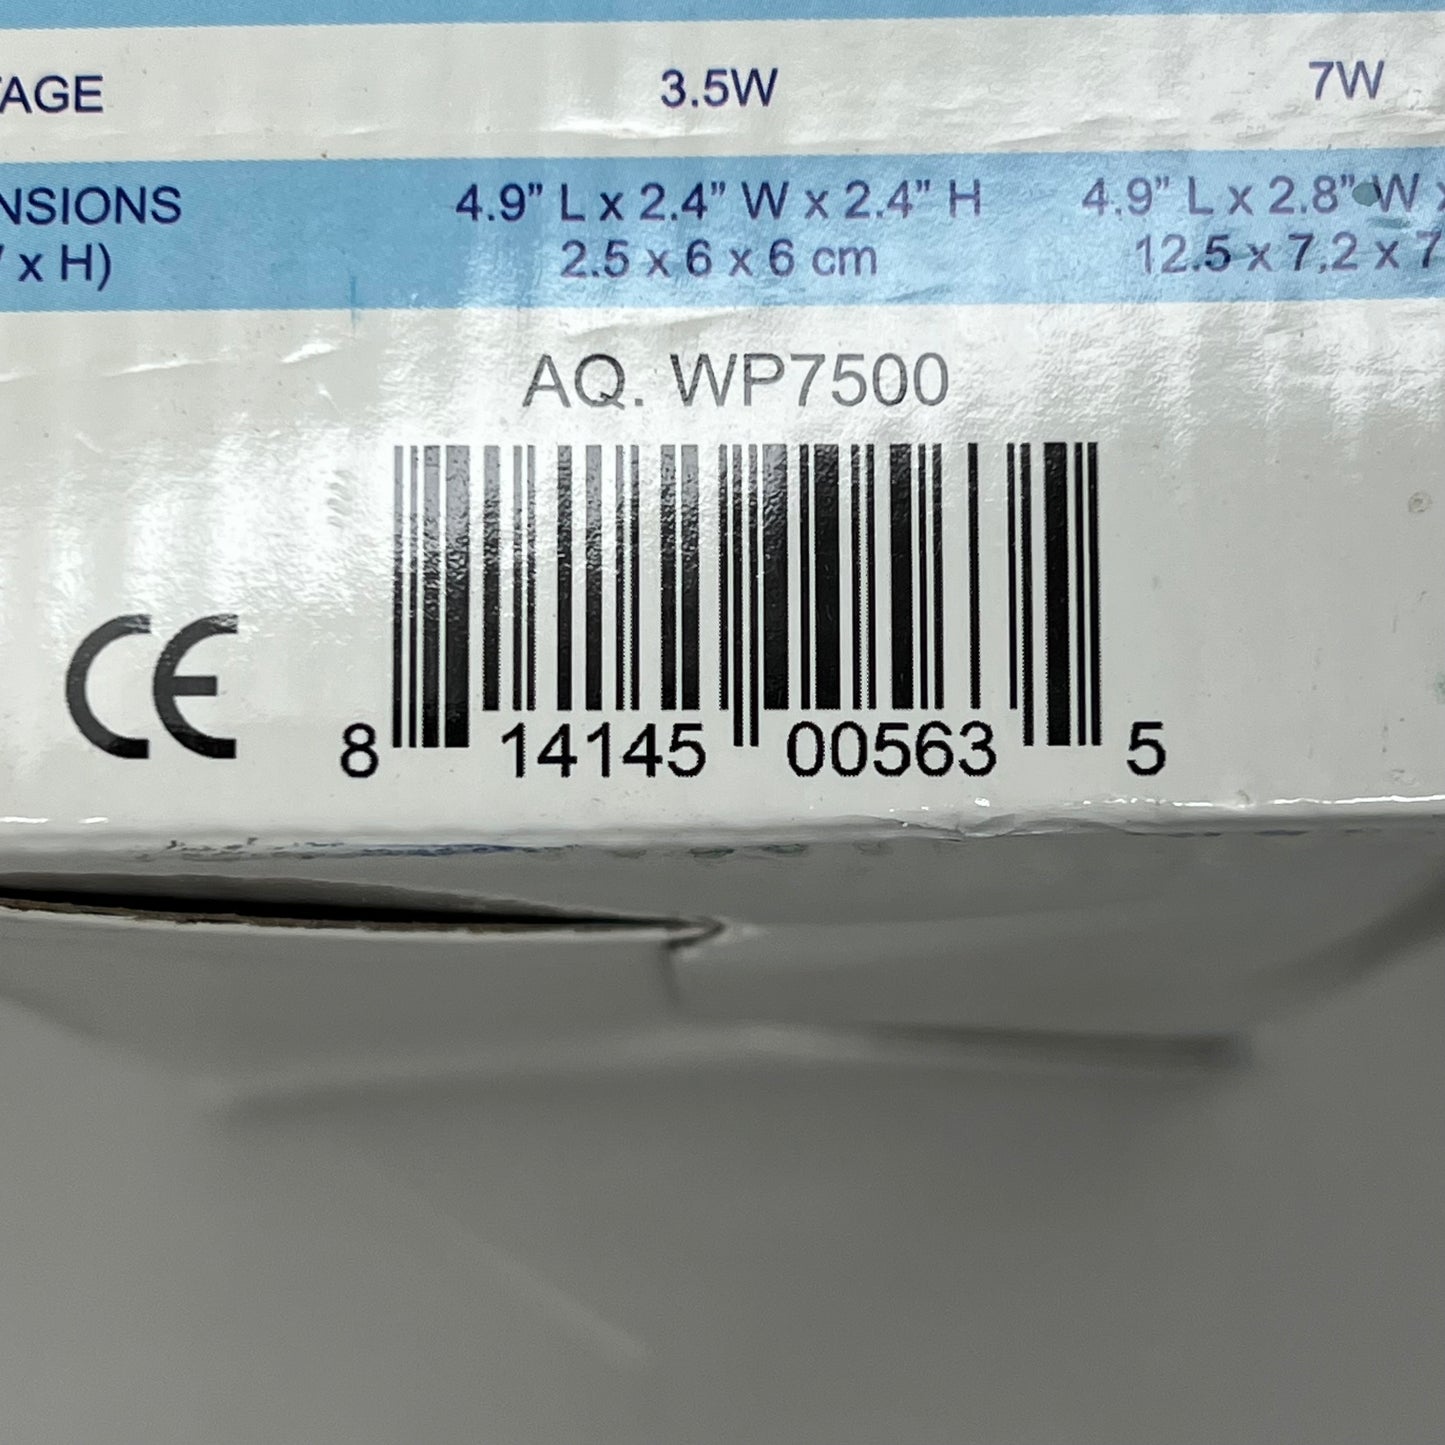 TAGE 3.5W 7W
NSIONS 4.9" L x 2.4" W x 2.4" H 4.9" L x 2.8" W x
x H) 2.5 x 6 x 6 cm 12.5 x 7,2 x 7
AQ. WP7500
CE
8 14145 00563 5